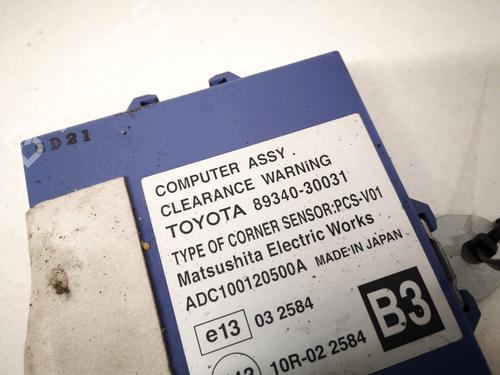 D21
COMPUTER ASSY
CLEARANCE WARNING
TOYOTA 89340-30031
TYPE OF CORNER SENSOR:PCS-V01
Matsushita Electric Works
ADC100120500A MADE IN JAPAN
e13 03 2584
B3
10R-02 2584